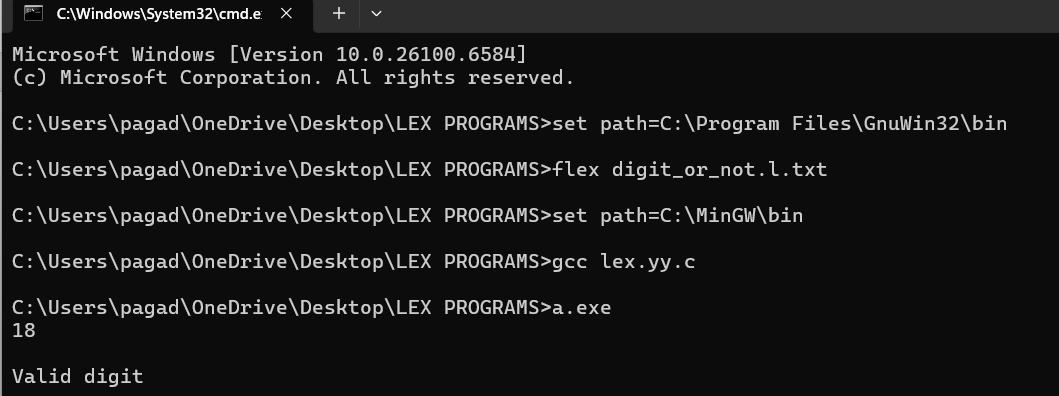 C:\Windows\System32\cmd.e
Microsoft Windows [Version 10.0.26100.6584]
(c) Microsoft Corporation. All rights reserved.
C:\Users\pagad\OneDrive\Desktop\LEX PROGRAMS>set path=C:\Program Files\GnuWin32\bin
C:\Users\pagad\OneDrive\Desktop\LEX PROGRAMS>flex digit_or_not.l.txt
C:\Users\pagad\OneDrive\Desktop\LEX PROGRAMS>set path=C:\MinGW\bin
C:\Users\pagad\OneDrive\Desktop\LEX PROGRAMS>gcc lex.yy.c
C:\Users\pagad\OneDrive\Desktop\LEX PROGRAMS>a.exe
18
Valid digit